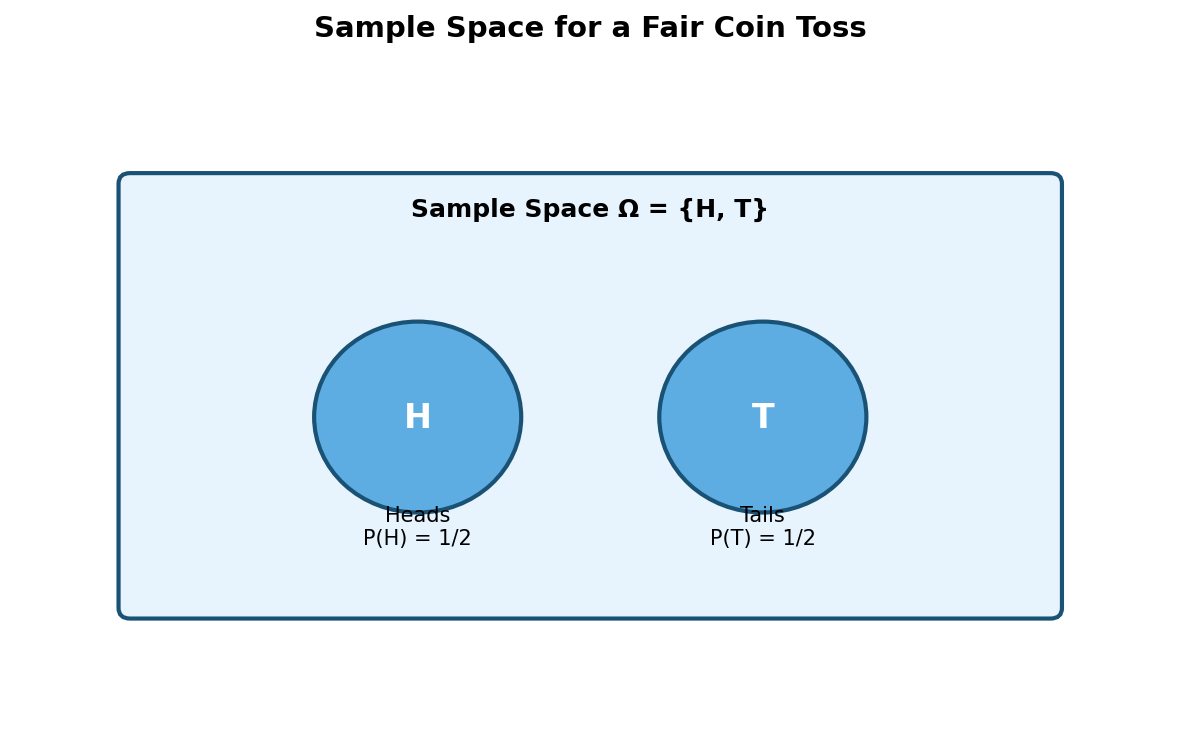 Sample Space for a Fair Coin Toss
Sample Space Ω = {H, T}
H
T
Heads
P(H) = 1/2
Tails
P(T) = 1/2